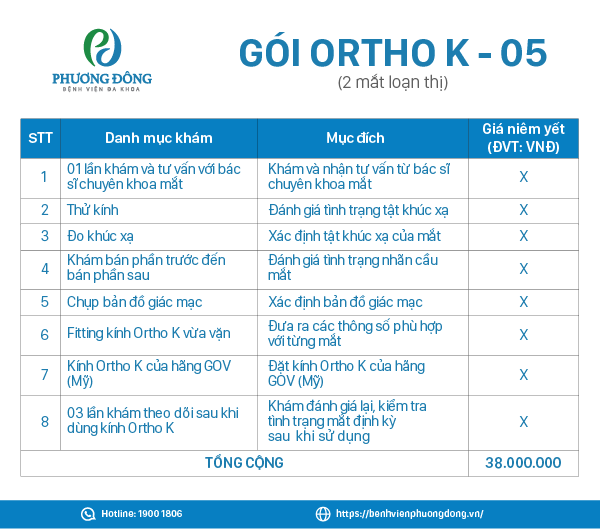 PHƯƠNG ĐÔNG
BỆNH VIỆN ĐA KHOA
GÓI ORTHO K - 05
(2 mắt loạn thị)
STT
Danh mục khám
Mục đích
Giá niêm yết
(ĐVT: VNĐ)
1
01 lần khám và tư vấn với bác
sĩ chuyên khoa mắt
Khám và nhận tư vấn từ bác sĩ
chuyên khoa mắt
X
2
Thử kính
Đánh giá tình trạng tật khúc xạ
X
3
Đo khúc xạ
Xác định tật khúc xạ của mắt
X
4
Khám bán phần trước đến
bán phần sau
Đánh giá tình trạng nhãn cầu
mắt
X
5
Chụp bản đồ giác mạc
Xác định bản đồ giác mạc
X
6
Fitting kính Ortho K vừa vặn
Đưa ra các thông số phù hợp
với từng mắt
X
7
Kính Ortho K của hãng GOV
(Mỹ)
Đặt kính Ortho K của hãng
GOV (Mỹ)
X
8
03 lần khám theo dõi sau khi
dùng kính Ortho K
Khám đánh giá lại, kiểm tra
tình trạng mắt định kỳ
sau khi sử dụng
X
TỔNG CỘNG
38.000.000
Hotline: 1900 1806
https://benhvienphuongdong.vn/